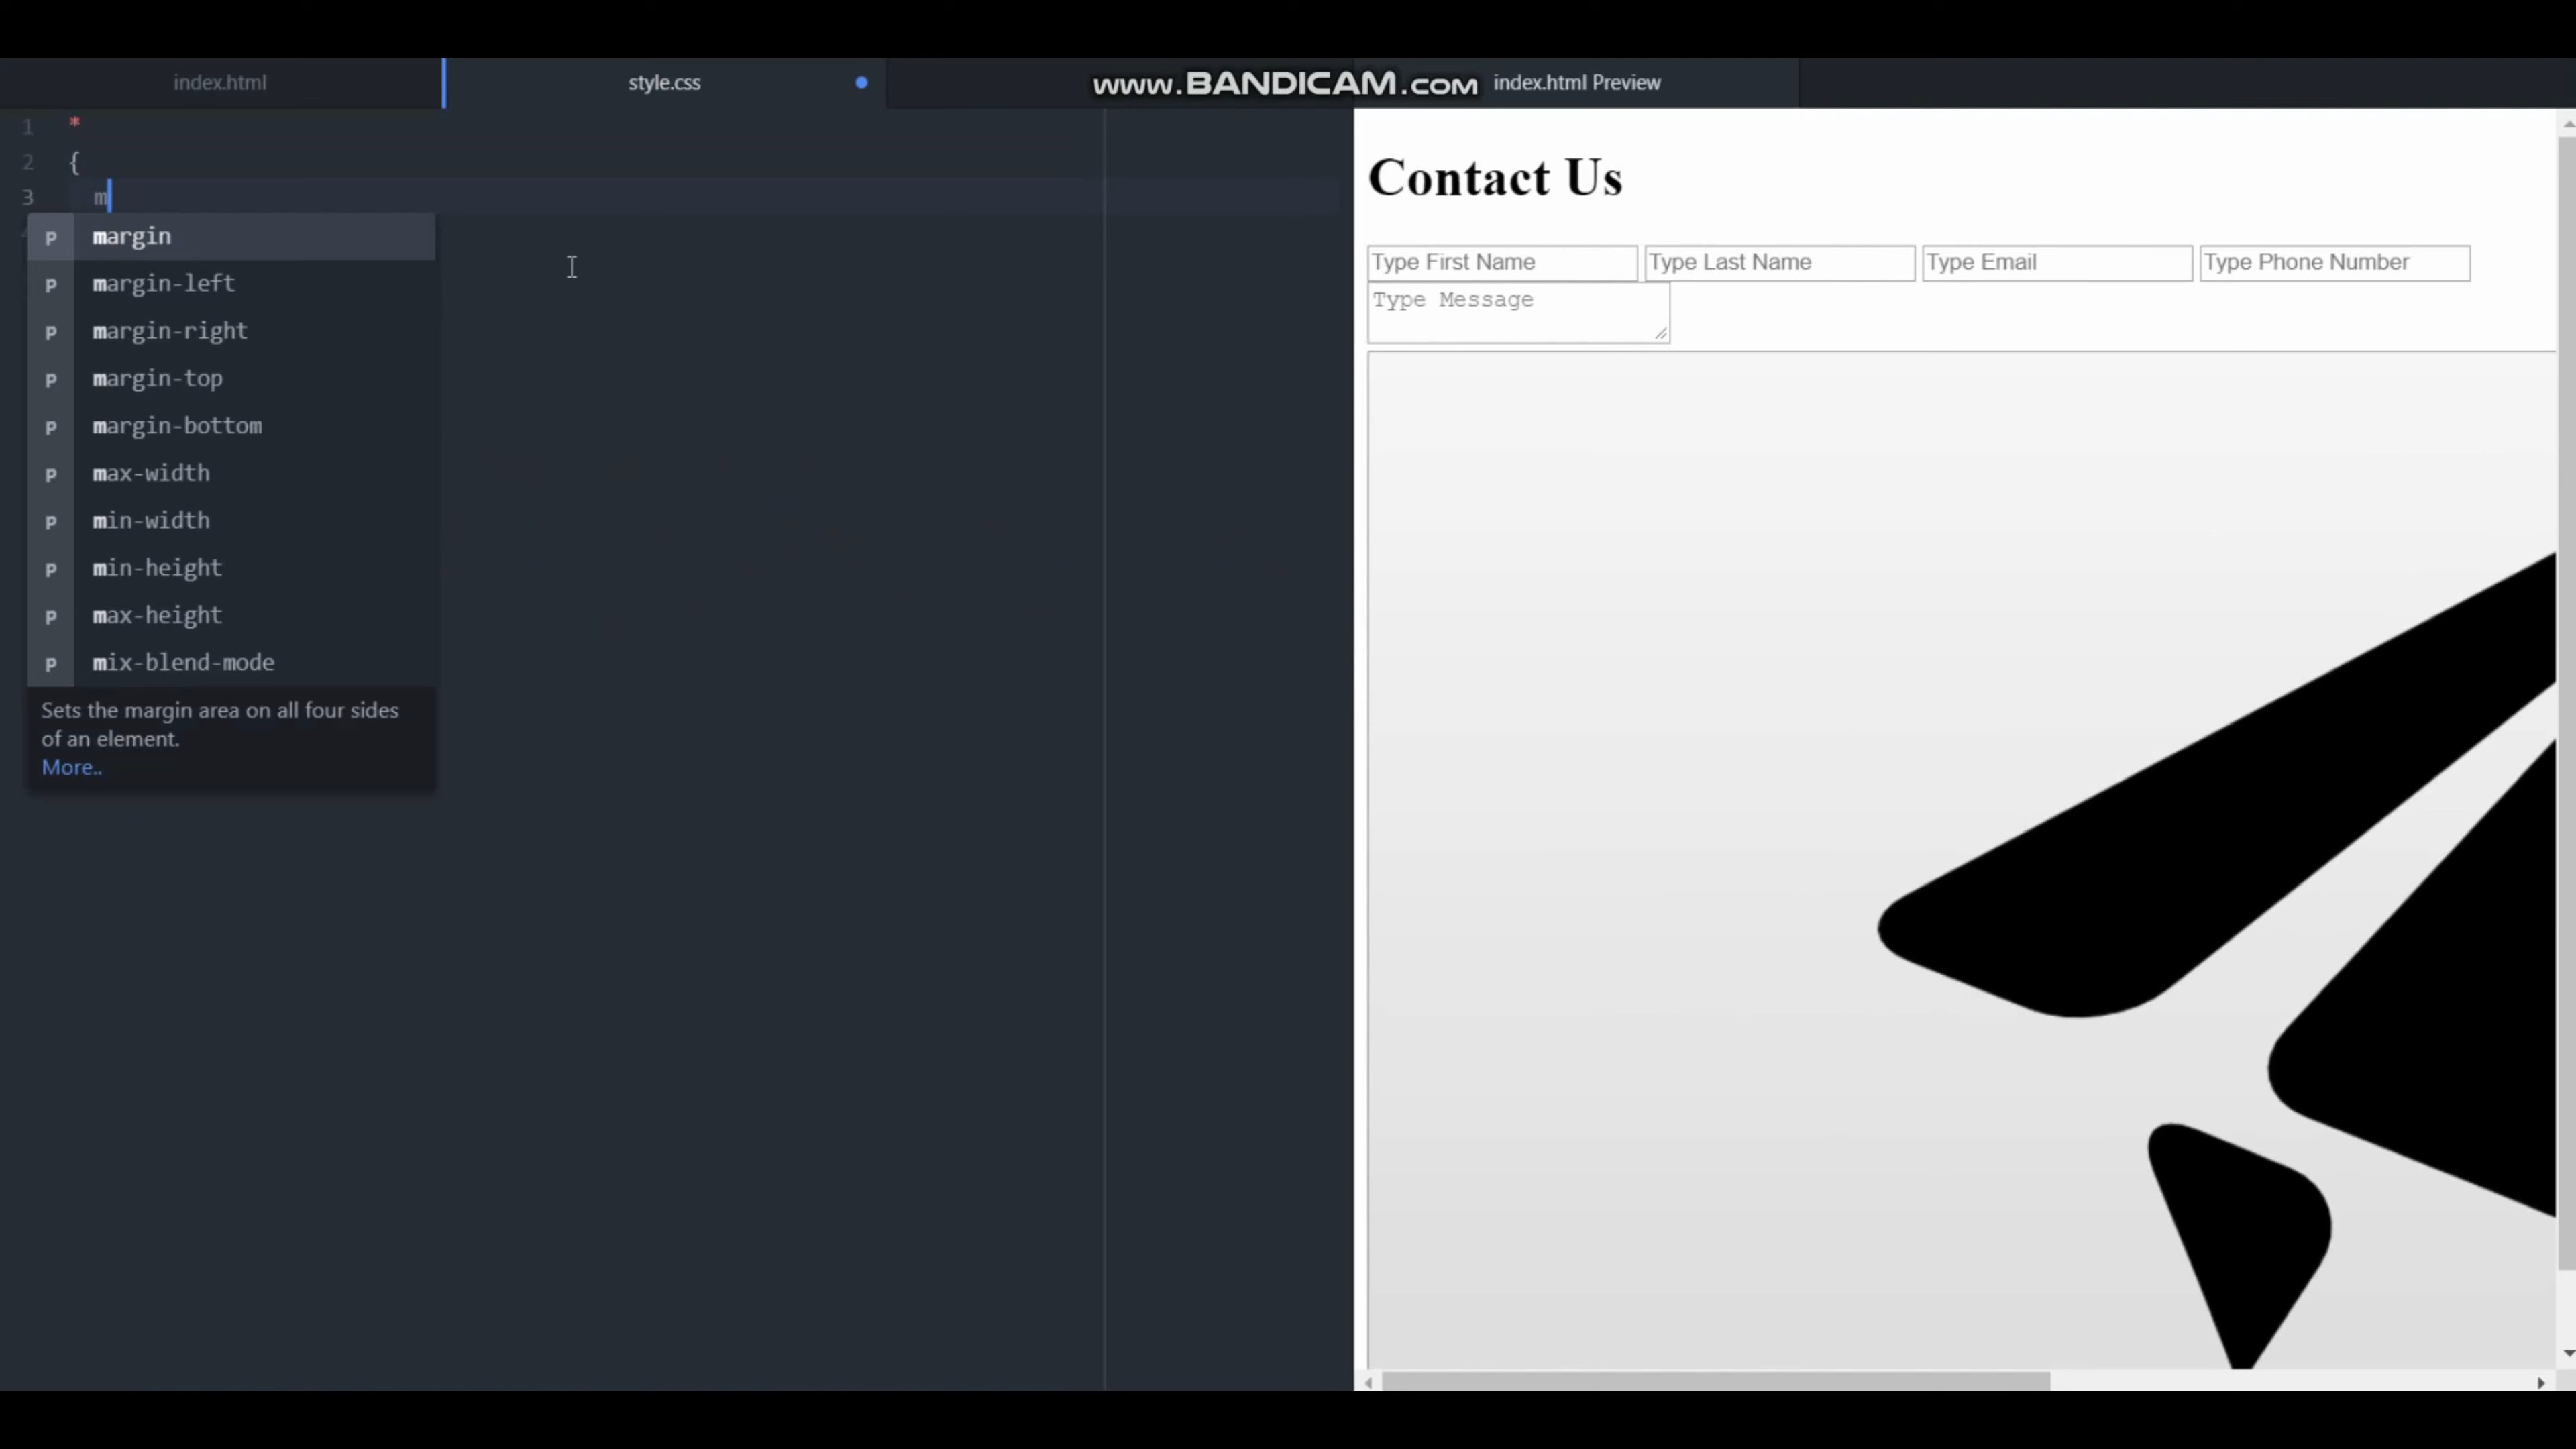 index.html
style.css
www.BANDICAM.com
index.html Preview
1 *
2 {
3 m
p margin
p margin-left
p margin-right
p margin-top
p margin-bottom
p max-width
p min-width
p min-height
p max-height
p mix-blend-mode
Sets the margin area on all four sides
of an element.
More..
Contact Us
Type First Name
Type Last Name
Type Email
Type Phone Number
Type Message